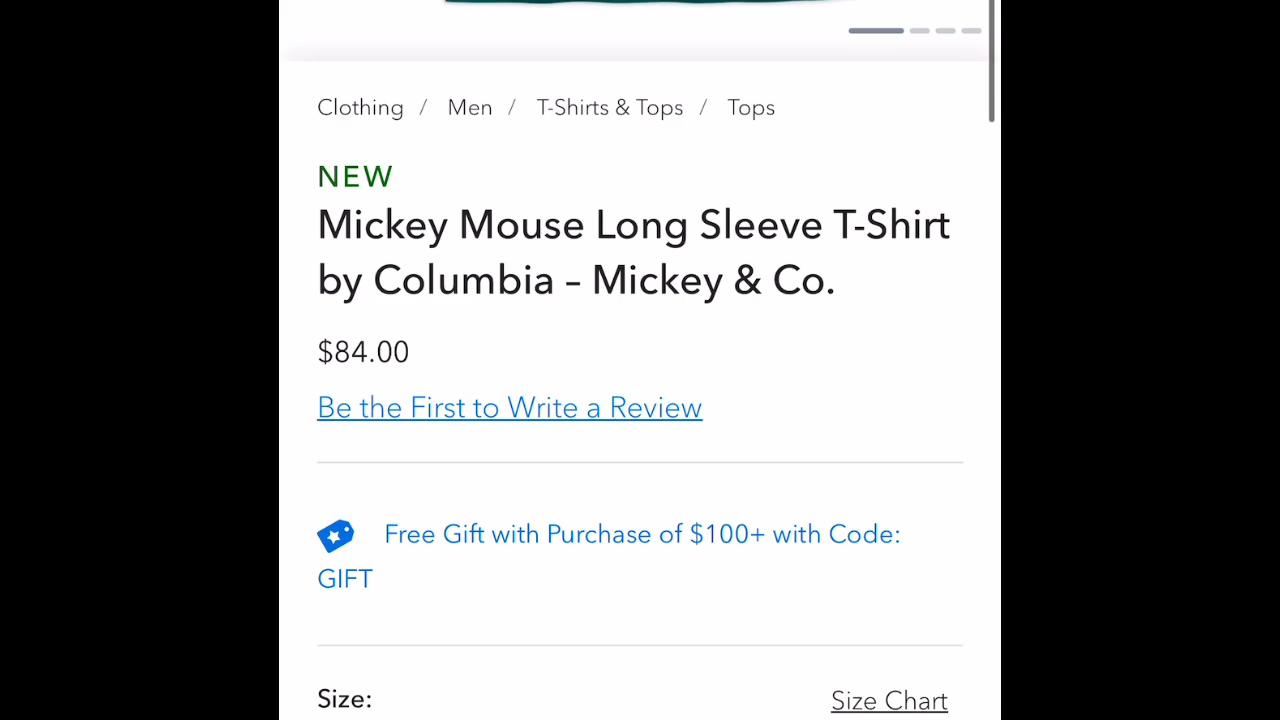 Clothing / Men / T-Shirts & Tops / Tops
NEW
Mickey Mouse Long Sleeve T-Shirt
by Columbia – Mickey & Co.
$84.00
Be the First to Write a Review
Free Gift with Purchase of $100+ with Code:
GIFT
Size: Size Chart